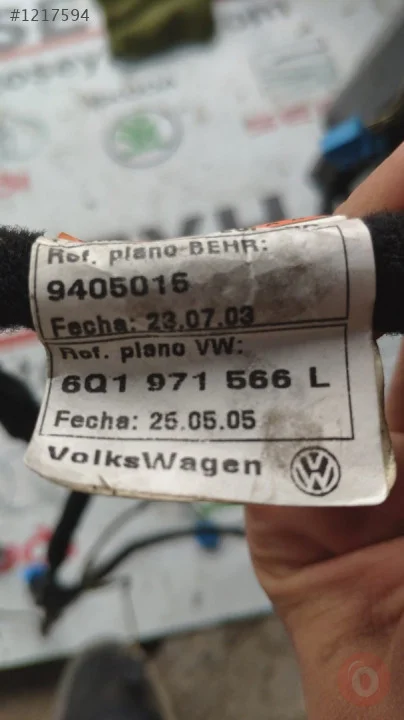 #1217594
Ref. plano BEHR:
9405016
Fecha: 23.07.03
Ref. plano VW:
6Q1 971 566 L
Fecha: 25.05.05
VolksWagen